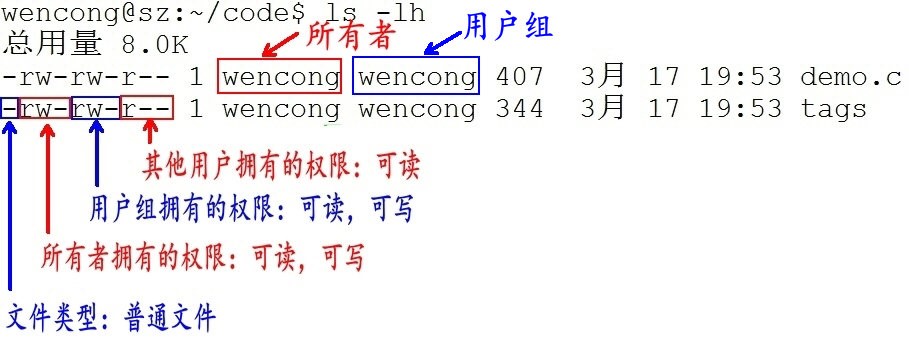 wencong@sz:~/code$ ls -lh
总用量 8.0K
所有者
用户组
-rw-rw-r-- 1 wencong wencong 407 3月 17 19:53 demo.c
-rw-rw-r-- 1 wencong wencong 344 3月 17 19:53 tags
其他用户拥有的权限：可读
用户组拥有的权限：可读，可写
所有者拥有的权限：可读，可写
文件类型：普通文件